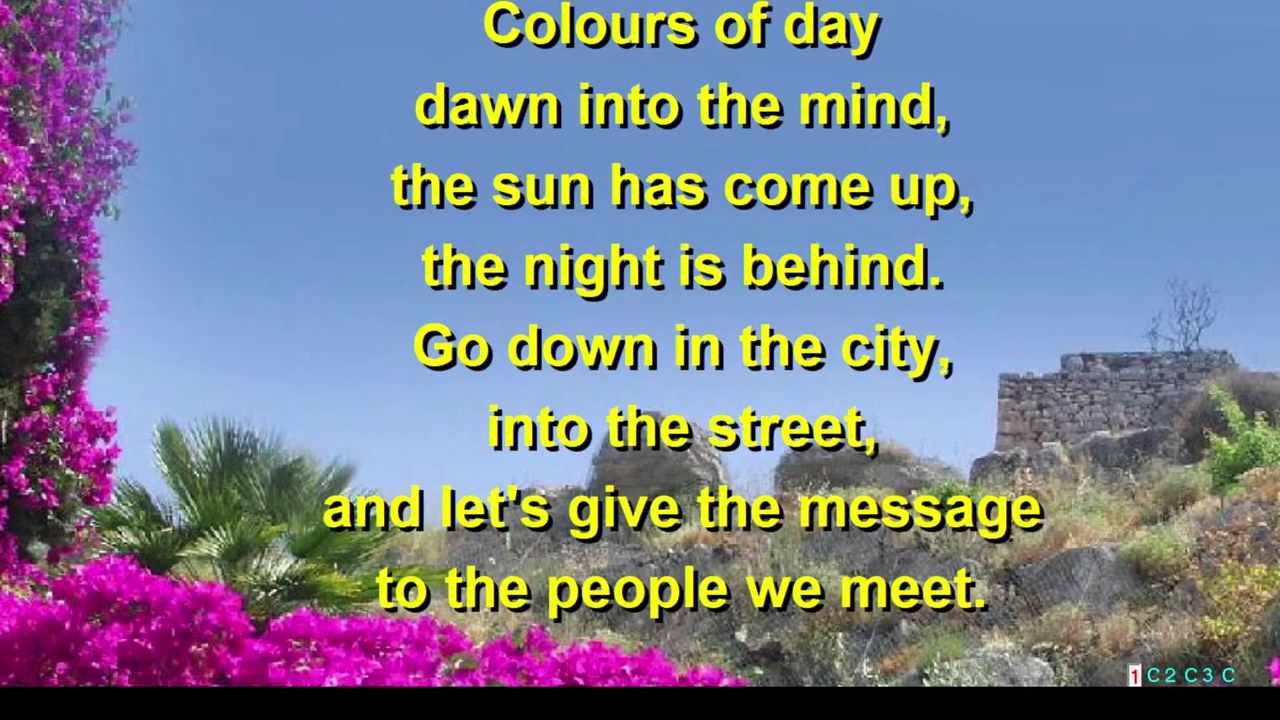 Colours of day
dawn into the mind,
the sun has come up,
the night is behind.
Go down in the city,
into the street,
and let's give the message
to the people we meet.
1 C 2 C 3 C